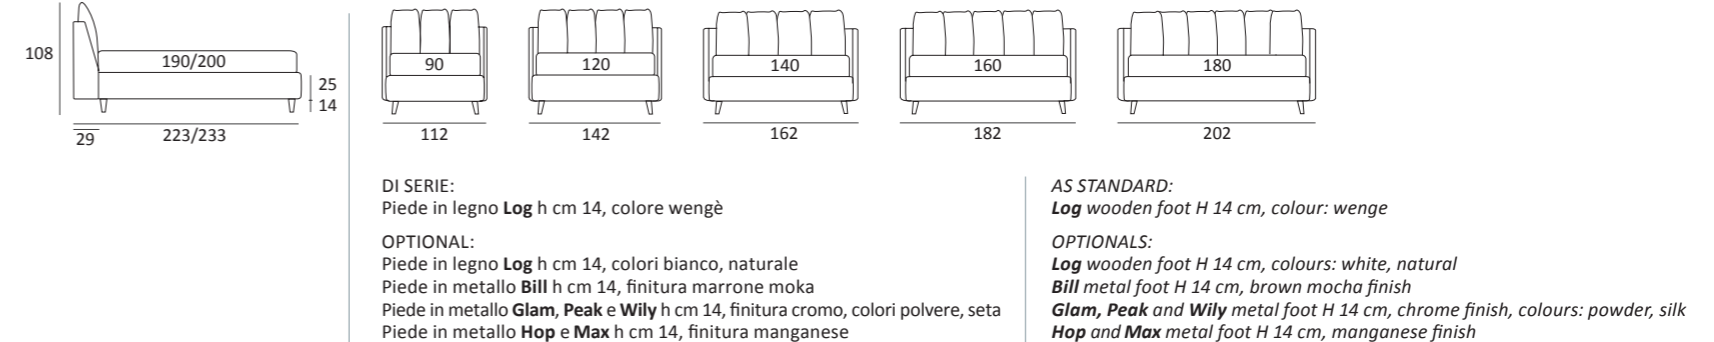 108
190/200
25
14
29
223/233
90
112
120
142
140
162
160
182
180
202
DI SERIE:
Piede in legno Log h cm 14, colore wengè
OPTIONAL:
Piede in legno Log h cm 14, colori bianco, naturale
Piede in metallo Bill h cm 14, finitura marrone moka
Piede in metallo Glam, Peak e Wily h cm 14, finitura cromo, colori polvere, seta
Piede in metallo Hop e Max h cm 14, finitura manganese
AS STANDARD:
Log wooden foot H 14 cm, colour: wenge
OPTIONALS:
Log wooden foot H 14 cm, colours: white, natural
Bill metal foot H 14 cm, brown mocha finish
Glam, Peak and Wily metal foot H 14 cm, chrome finish, colours: powder, silk
Hop and Max metal foot H 14 cm, manganese finish